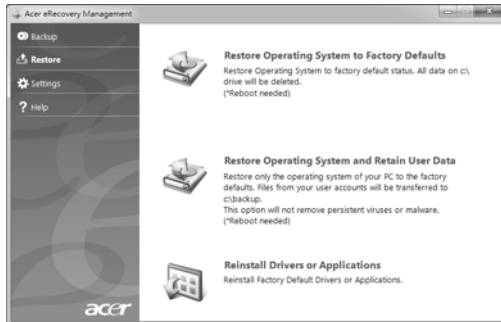 Acer eRecovery Management
Backup
Restore
Settings
Help
Restore Operating System to Factory Defaults
Restore Operating System to factory default status. All data on c:\
drive will be deleted.
(*Reboot needed)
Restore Operating System and Retain User Data
Restore only the operating system of your PC to the factory
defaults. Files from your user accounts will be transferred to
c:\backup.
This option will not remove persistent viruses or malware.
(*Reboot needed)
Reinstall Drivers or Applications
Reinstall Factory Default Drivers or Applications.
acer